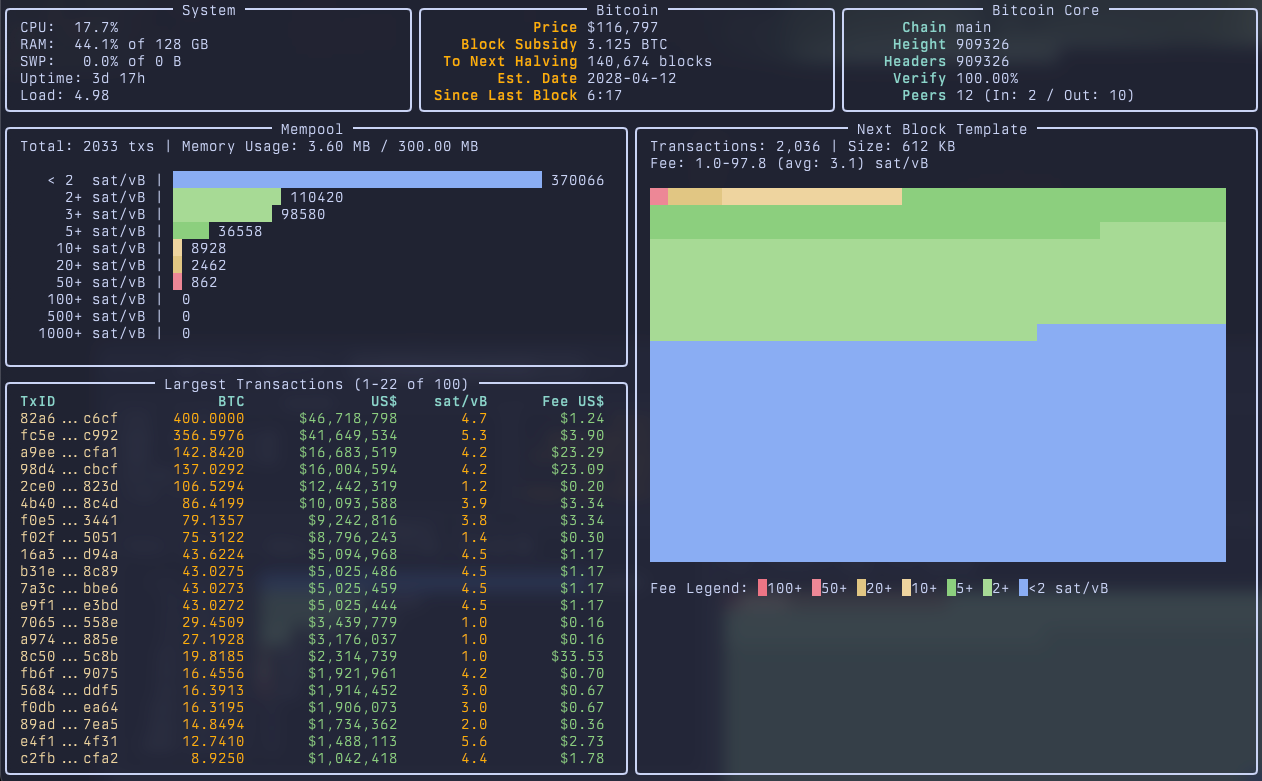 System
CPU:  17.7%
RAM:  44.1% of 128 GB
SWP:   0.0% of 0 B
Uptime: 3d 17h
Load: 4.98
Bitcoin
Price $116,797
Block Subsidy 3.125 BTC
To Next Halving 140,674 blocks
Est. Date 2028-04-12
Since Last Block 6:17
Bitcoin Core
Chain main
Height 909326
Headers 909326
Verify 100.00%
Peers 12 (In: 2 / Out: 10)
Mempool
Total: 2033 txs | Memory Usage: 3.60 MB / 300.00 MB
< 2  sat/vB | 370066
2+ sat/vB | 110420
3+ sat/vB | 98580
5+ sat/vB | 36558
10+ sat/vB | 8928
20+ sat/vB | 2462
50+ sat/vB | 862
100+ sat/vB | 0
500+ sat/vB | 0
1000+ sat/vB | 0
Largest Transactions (1-22 of 100)
TxID BTC US$ sat/vB Fee US$
82a6...c6cf 400.0000 $46,718,798 4.7 $1.24
fc5e...c992 356.5976 $41,649,534 5.3 $3.90
a9ee...cfa1 142.8420 $16,683,519 4.2 $23.29
98d4...cbcf 137.0292 $16,004,594 4.2 $23.09
2ce0...823d 106.5294 $12,442,319 1.2 $0.20
4b40...8c4d 86.4199 $10,093,588 3.9 $3.34
f0e5...3441 79.1357 $9,242,816 3.8 $3.34
f02f...5051 75.3122 $8,796,243 1.4 $0.30
16a3...d94a 43.6224 $5,094,968 4.5 $1.17
b31e...8c89 43.0275 $5,025,486 4.5 $1.17
7a3c...bbe6 43.0273 $5,025,459 4.5 $1.17
e9f1...e3bd 43.0272 $5,025,444 4.5 $1.17
7065...558e 29.4509 $3,439,779 1.0 $0.16
a974...885e 27.1928 $3,176,037 1.0 $0.16
8c50...5c8b 19.8185 $2,314,739 1.0 $33.53
fb6f...9075 16.4556 $1,921,961 4.2 $0.70
5684...ddf5 16.3913 $1,914,452 3.0 $0.67
f0db...ea64 16.3195 $1,906,073 3.0 $0.67
89ad...7ea5 14.8494 $1,734,362 2.0 $0.36
e4f1...4f31 12.7410 $1,488,113 5.6 $2.73
c2fb...cfa2 8.9250 $1,042,418 4.4 $1.78
Next Block Template
Transactions: 2,036 | Size: 612 KB
Fee: 1.0-97.8 (avg: 3.1) sat/vB
Fee Legend: 100+ 50+ 20+ 10+ 5+ 2+ <2 sat/vB